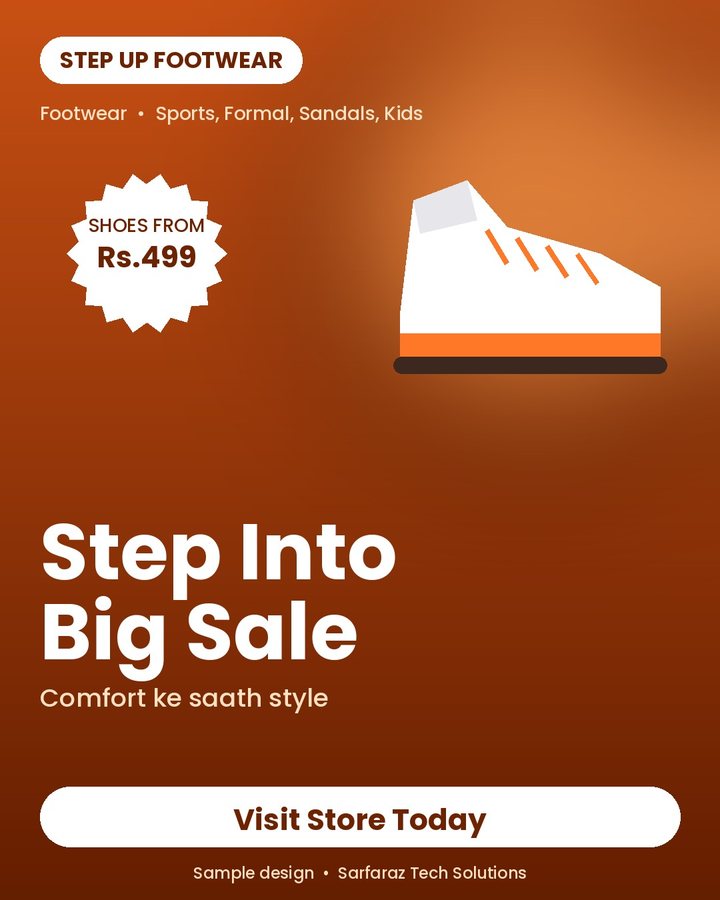 STEP UP FOOTWEAR
Footwear • Sports, Formal, Sandals, Kids
SHOES FROM
Rs.499
Step Into
Big Sale
Comfort ke saath style
Visit Store Today
Sample design • Sarfaraz Tech Solutions